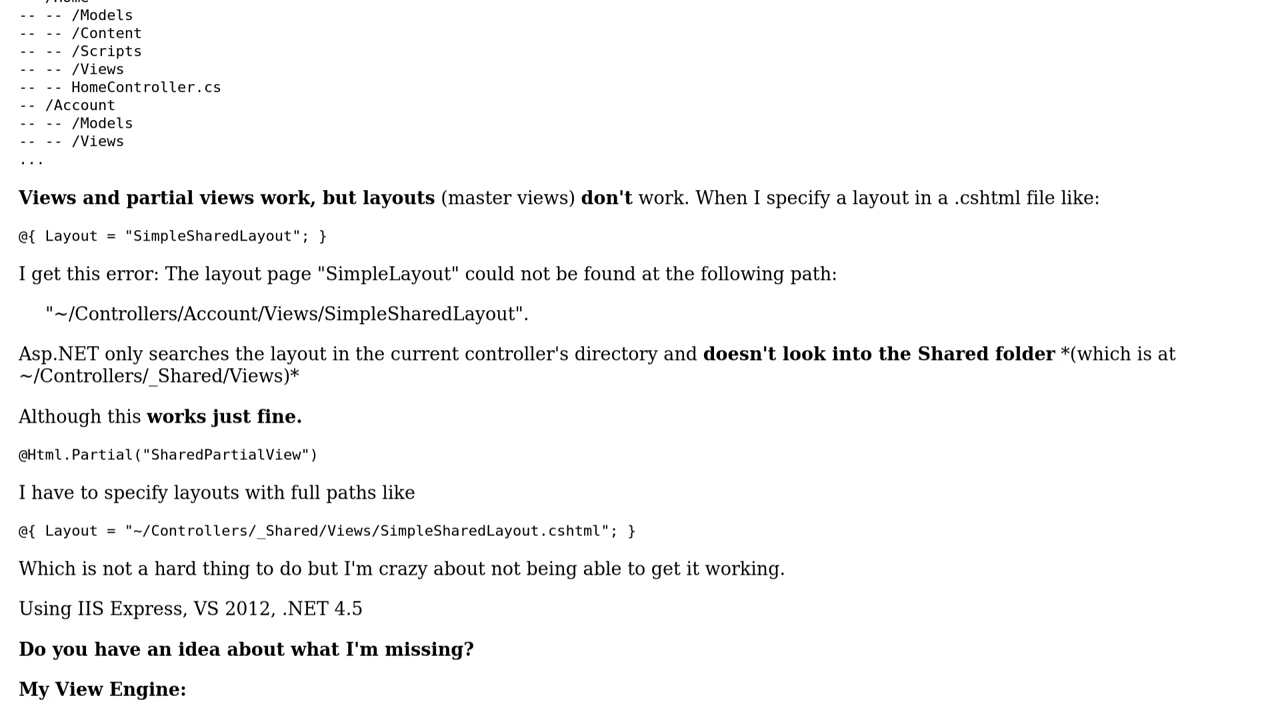 -- -- /Models
-- -- /Content
-- -- /Scripts
-- -- /Views
-- -- HomeController.cs
-- /Account
-- -- /Models
-- -- /Views
...
Views and partial views work, but layouts (master views) don't work. When I specify a layout in a .cshtml file like:
@{ Layout = "SimpleSharedLayout"; }
I get this error: The layout page "SimpleLayout" could not be found at the following path:
"~/Controllers/Account/Views/SimpleSharedLayout".
Asp.NET only searches the layout in the current controller's directory and doesn't look into the Shared folder *(which is at
~/Controllers/_Shared/Views)*
Although this works just fine.
@Html.Partial("SharedPartialView")
I have to specify layouts with full paths like
@{ Layout = "~/Controllers/_Shared/Views/SimpleSharedLayout.cshtml"; }
Which is not a hard thing to do but I'm crazy about not being able to get it working.
Using IIS Express, VS 2012, .NET 4.5
Do you have an idea about what I'm missing?
My View Engine: